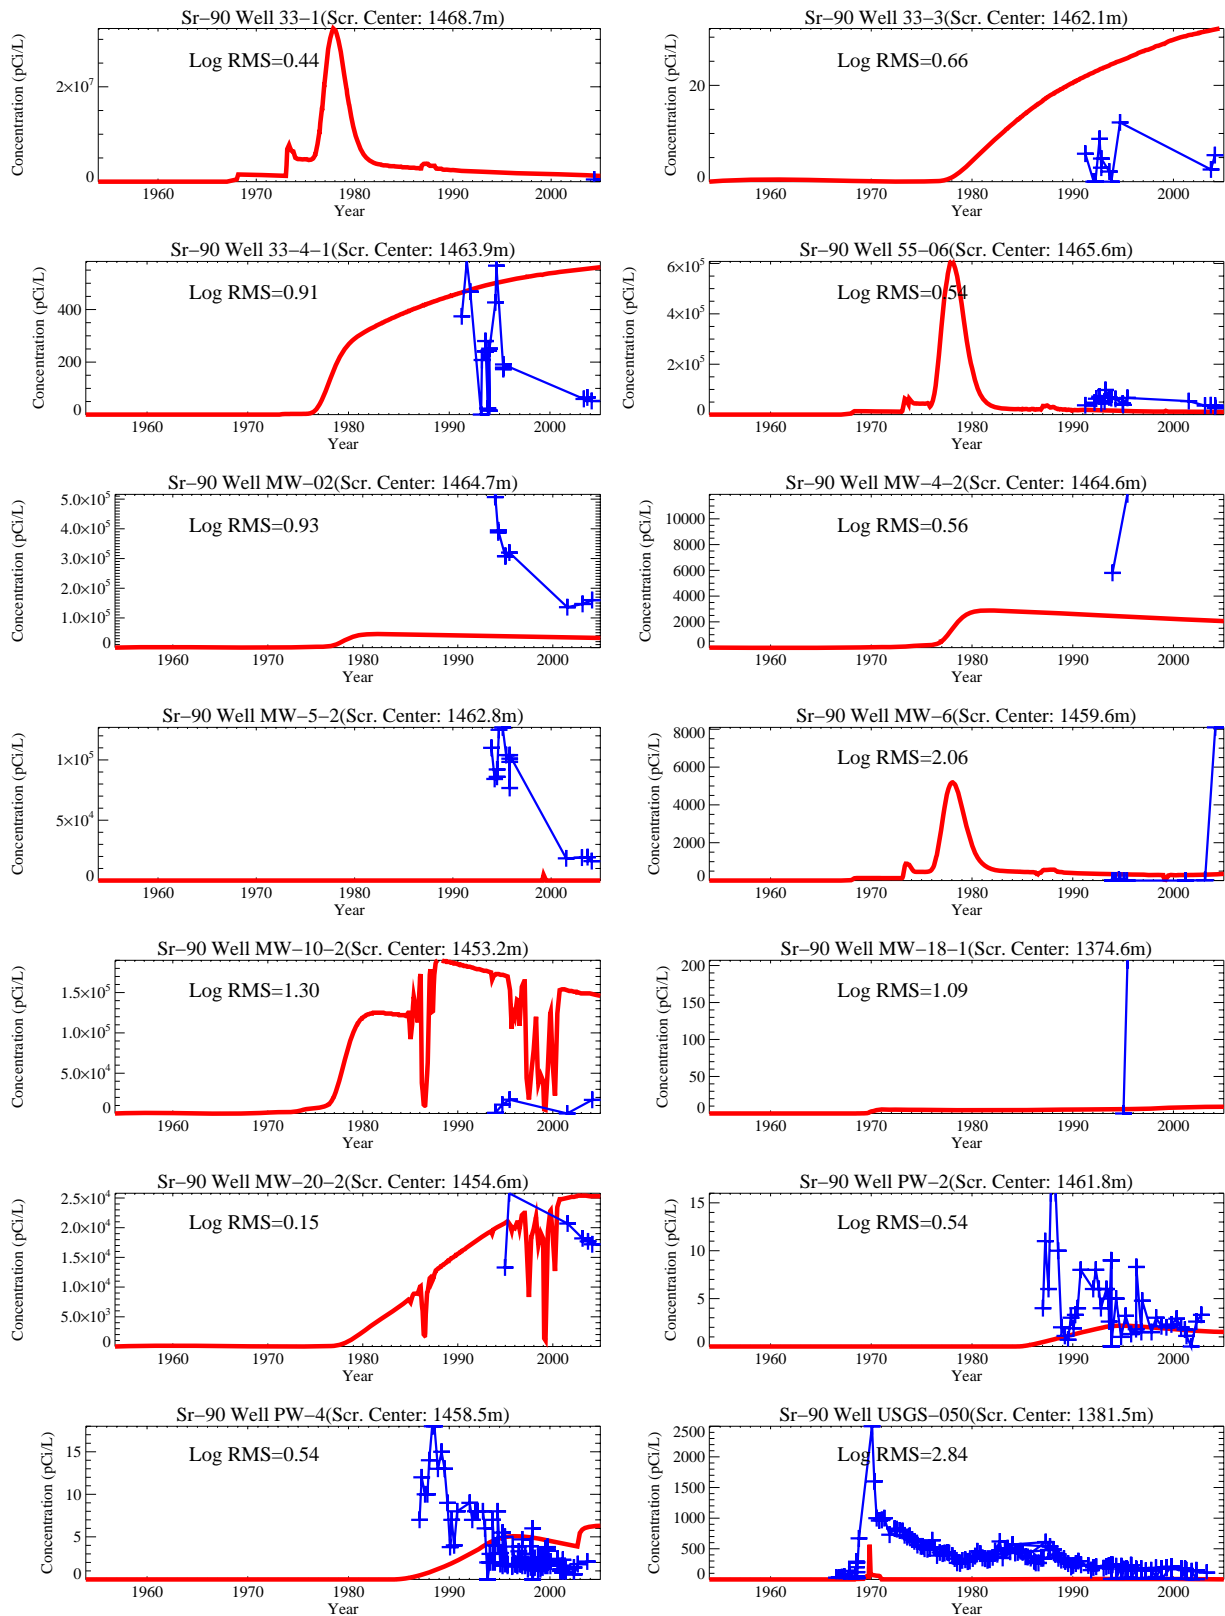 Sr−90 Well 33−1(Scr. Center: 1468.7m)
Log RMS=0.44
Concentration (pCi/L)
2×10⁷
0
1960 1970 1980 1990 2000
Year
Sr−90 Well 33−3(Scr. Center: 1462.1m)
Log RMS=0.66
Concentration (pCi/L)
20
10
0
1960 1970 1980 1990 2000
Year
Sr−90 Well 33−4−1(Scr. Center: 1463.9m)
Log RMS=0.91
Concentration (pCi/L)
400
200
0
1960 1970 1980 1990 2000
Year
Sr−90 Well 55−06(Scr. Center: 1465.6m)
Log RMS=0.54
Concentration (pCi/L)
6×10⁵
4×10⁵
2×10⁵
0
1960 1970 1980 1990 2000
Year
Sr−90 Well MW−02(Scr. Center: 1464.7m)
Log RMS=0.93
Concentration (pCi/L)
5.0×10⁵
4.0×10⁵
3.0×10⁵
2.0×10⁵
1.0×10⁵
0
1960 1970 1980 1990 2000
Year
Sr−90 Well MW−4−2(Scr. Center: 1464.6m)
Log RMS=0.56
Concentration (pCi/L)
10000
8000
6000
4000
2000
0
1960 1970 1980 1990 2000
Year
Sr−90 Well MW−5−2(Scr. Center: 1462.8m)
Concentration (pCi/L)
1×10⁵
5×10⁴
0
1960 1970 1980 1990 2000
Year
Sr−90 Well MW−6(Scr. Center: 1459.6m)
Log RMS=2.06
Concentration (pCi/L)
8000
6000
4000
2000
0
1960 1970 1980 1990 2000
Year
Sr−90 Well MW−10−2(Scr. Center: 1453.2m)
Log RMS=1.30
Concentration (pCi/L)
1.5×10⁵
1.0×10⁵
5.0×10⁴
0
1960 1970 1980 1990 2000
Year
Sr−90 Well MW−18−1(Scr. Center: 1374.6m)
Log RMS=1.09
Concentration (pCi/L)
200
150
100
50
0
1960 1970 1980 1990 2000
Year
Sr−90 Well MW−20−2(Scr. Center: 1454.6m)
Log RMS=0.15
Concentration (pCi/L)
2.5×10⁴
2.0×10⁴
1.5×10⁴
1.0×10⁴
5.0×10³
0
1960 1970 1980 1990 2000
Year
Sr−90 Well PW−2(Scr. Center: 1461.8m)
Log RMS=0.54
Concentration (pCi/L)
15
10
5
0
1960 1970 1980 1990 2000
Year
Sr−90 Well PW−4(Scr. Center: 1458.5m)
Log RMS=0.54
Concentration (pCi/L)
15
10
5
0
1960 1970 1980 1990 2000
Year
Sr−90 Well USGS−050(Scr. Center: 1381.5m)
Log RMS=2.84
Concentration (pCi/L)
2500
2000
1500
1000
500
0
1960 1970 1980 1990 2000
Year